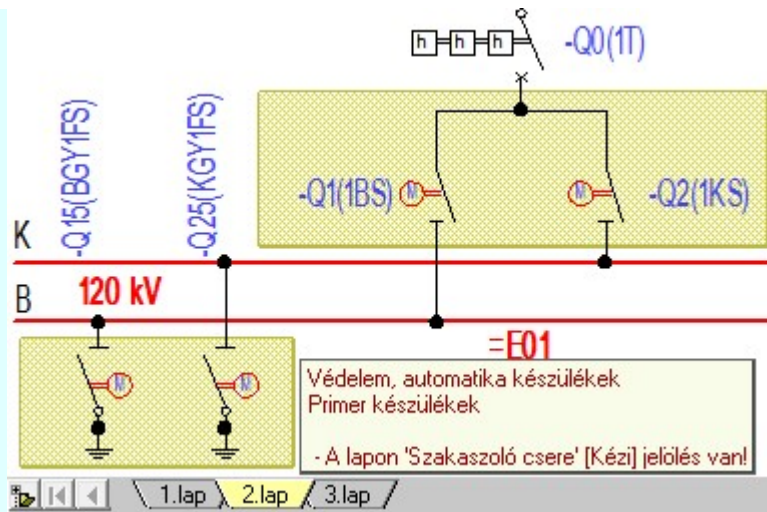 h h h -Q0(1T)
-Q15(BGY1FS)
-Q25(KGY1FS)
-Q1(1BS) M
M -Q2(1KS)
K
B 120 kV
=E01
M M
Védelem, automatika készülékek
Primer készülékek
- A lapon 'Szakaszoló csere' [Kézi] jelölés van!
1.lap 2.lap 3.lap